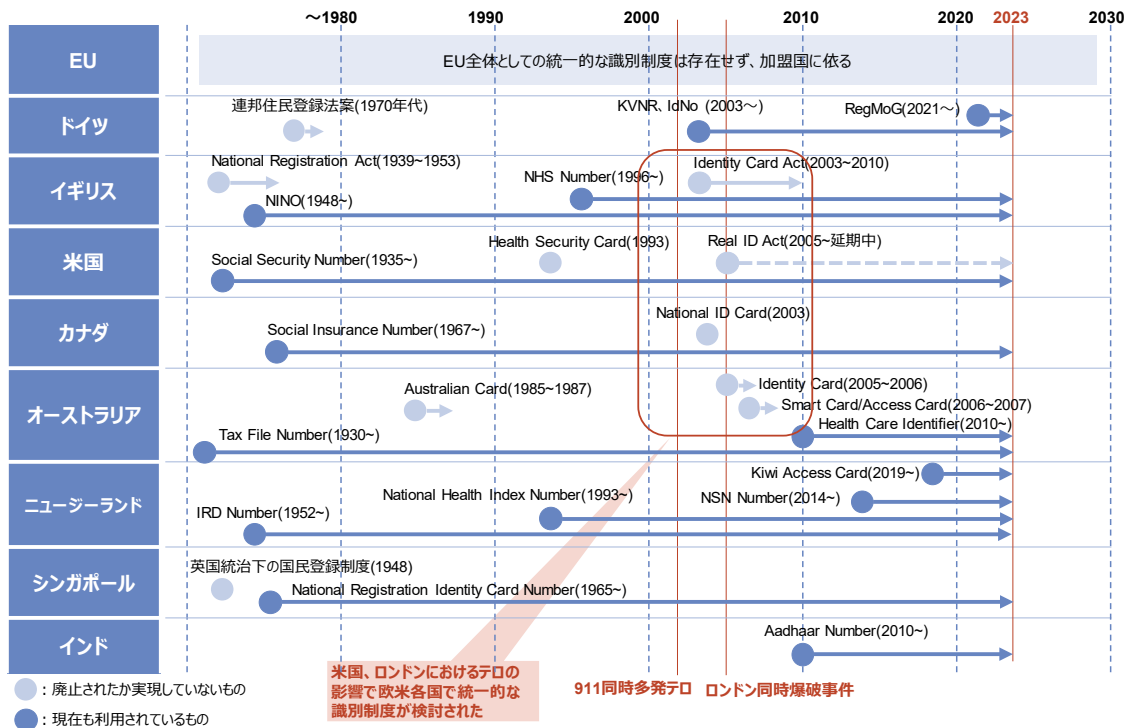 ～1980 1990 2000 2010 2020 2023 2030
EU
EU全体としての統一的な識別制度は存在せず、加盟国に依る
ドイツ
連邦住民登録法案(1970年代)
KVNR、IdNo (2003～)
RegMoG(2021～)
イギリス
National Registration Act(1939~1953)
NINO(1948~)
NHS Number(1996~)
Identity Card Act(2003~2010)
米国
Social Security Number(1935~)
Health Security Card(1993)
Real ID Act(2005~延期中)
カナダ
Social Insurance Number(1967~)
National ID Card(2003)
オーストラリア
Tax File Number(1930~)
Australian Card(1985~1987)
Identity Card(2005~2006)
Smart Card/Access Card(2006~2007)
Health Care Identifier(2010~)
ニュージーランド
IRD Number(1952~)
National Health Index Number(1993~)
Kiwi Access Card(2019~)
NSN Number(2014~)
シンガポール
英国統治下の国民登録制度(1948)
National Registration Identity Card Number(1965~)
インド
Aadhaar Number(2010~)
米国、ロンドンにおけるテロの
影響で欧米各国で統一的な
識別制度が検討された
911同時多発テロ
ロンドン同時爆破事件
：廃止されたか実現していないもの
：現在も利用されているもの